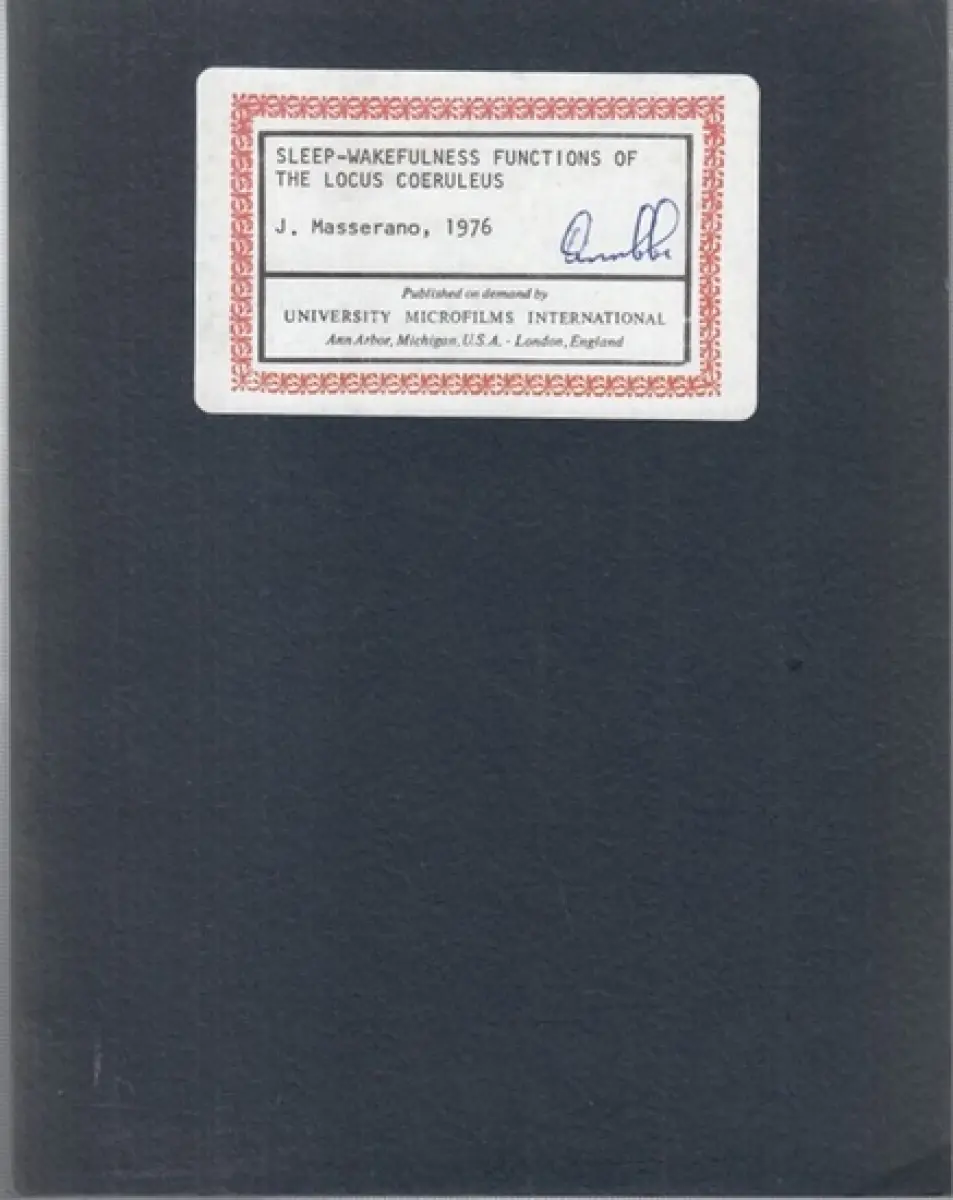 SLEEP-WAKEFULNESS FUNCTIONS OF
THE LOCUS COERULEUS
J. Masserano, 1976
Published on demand by
UNIVERSITY MICROFILMS INTERNATIONAL
Ann Arbor, Michigan, U.S.A. - London, England